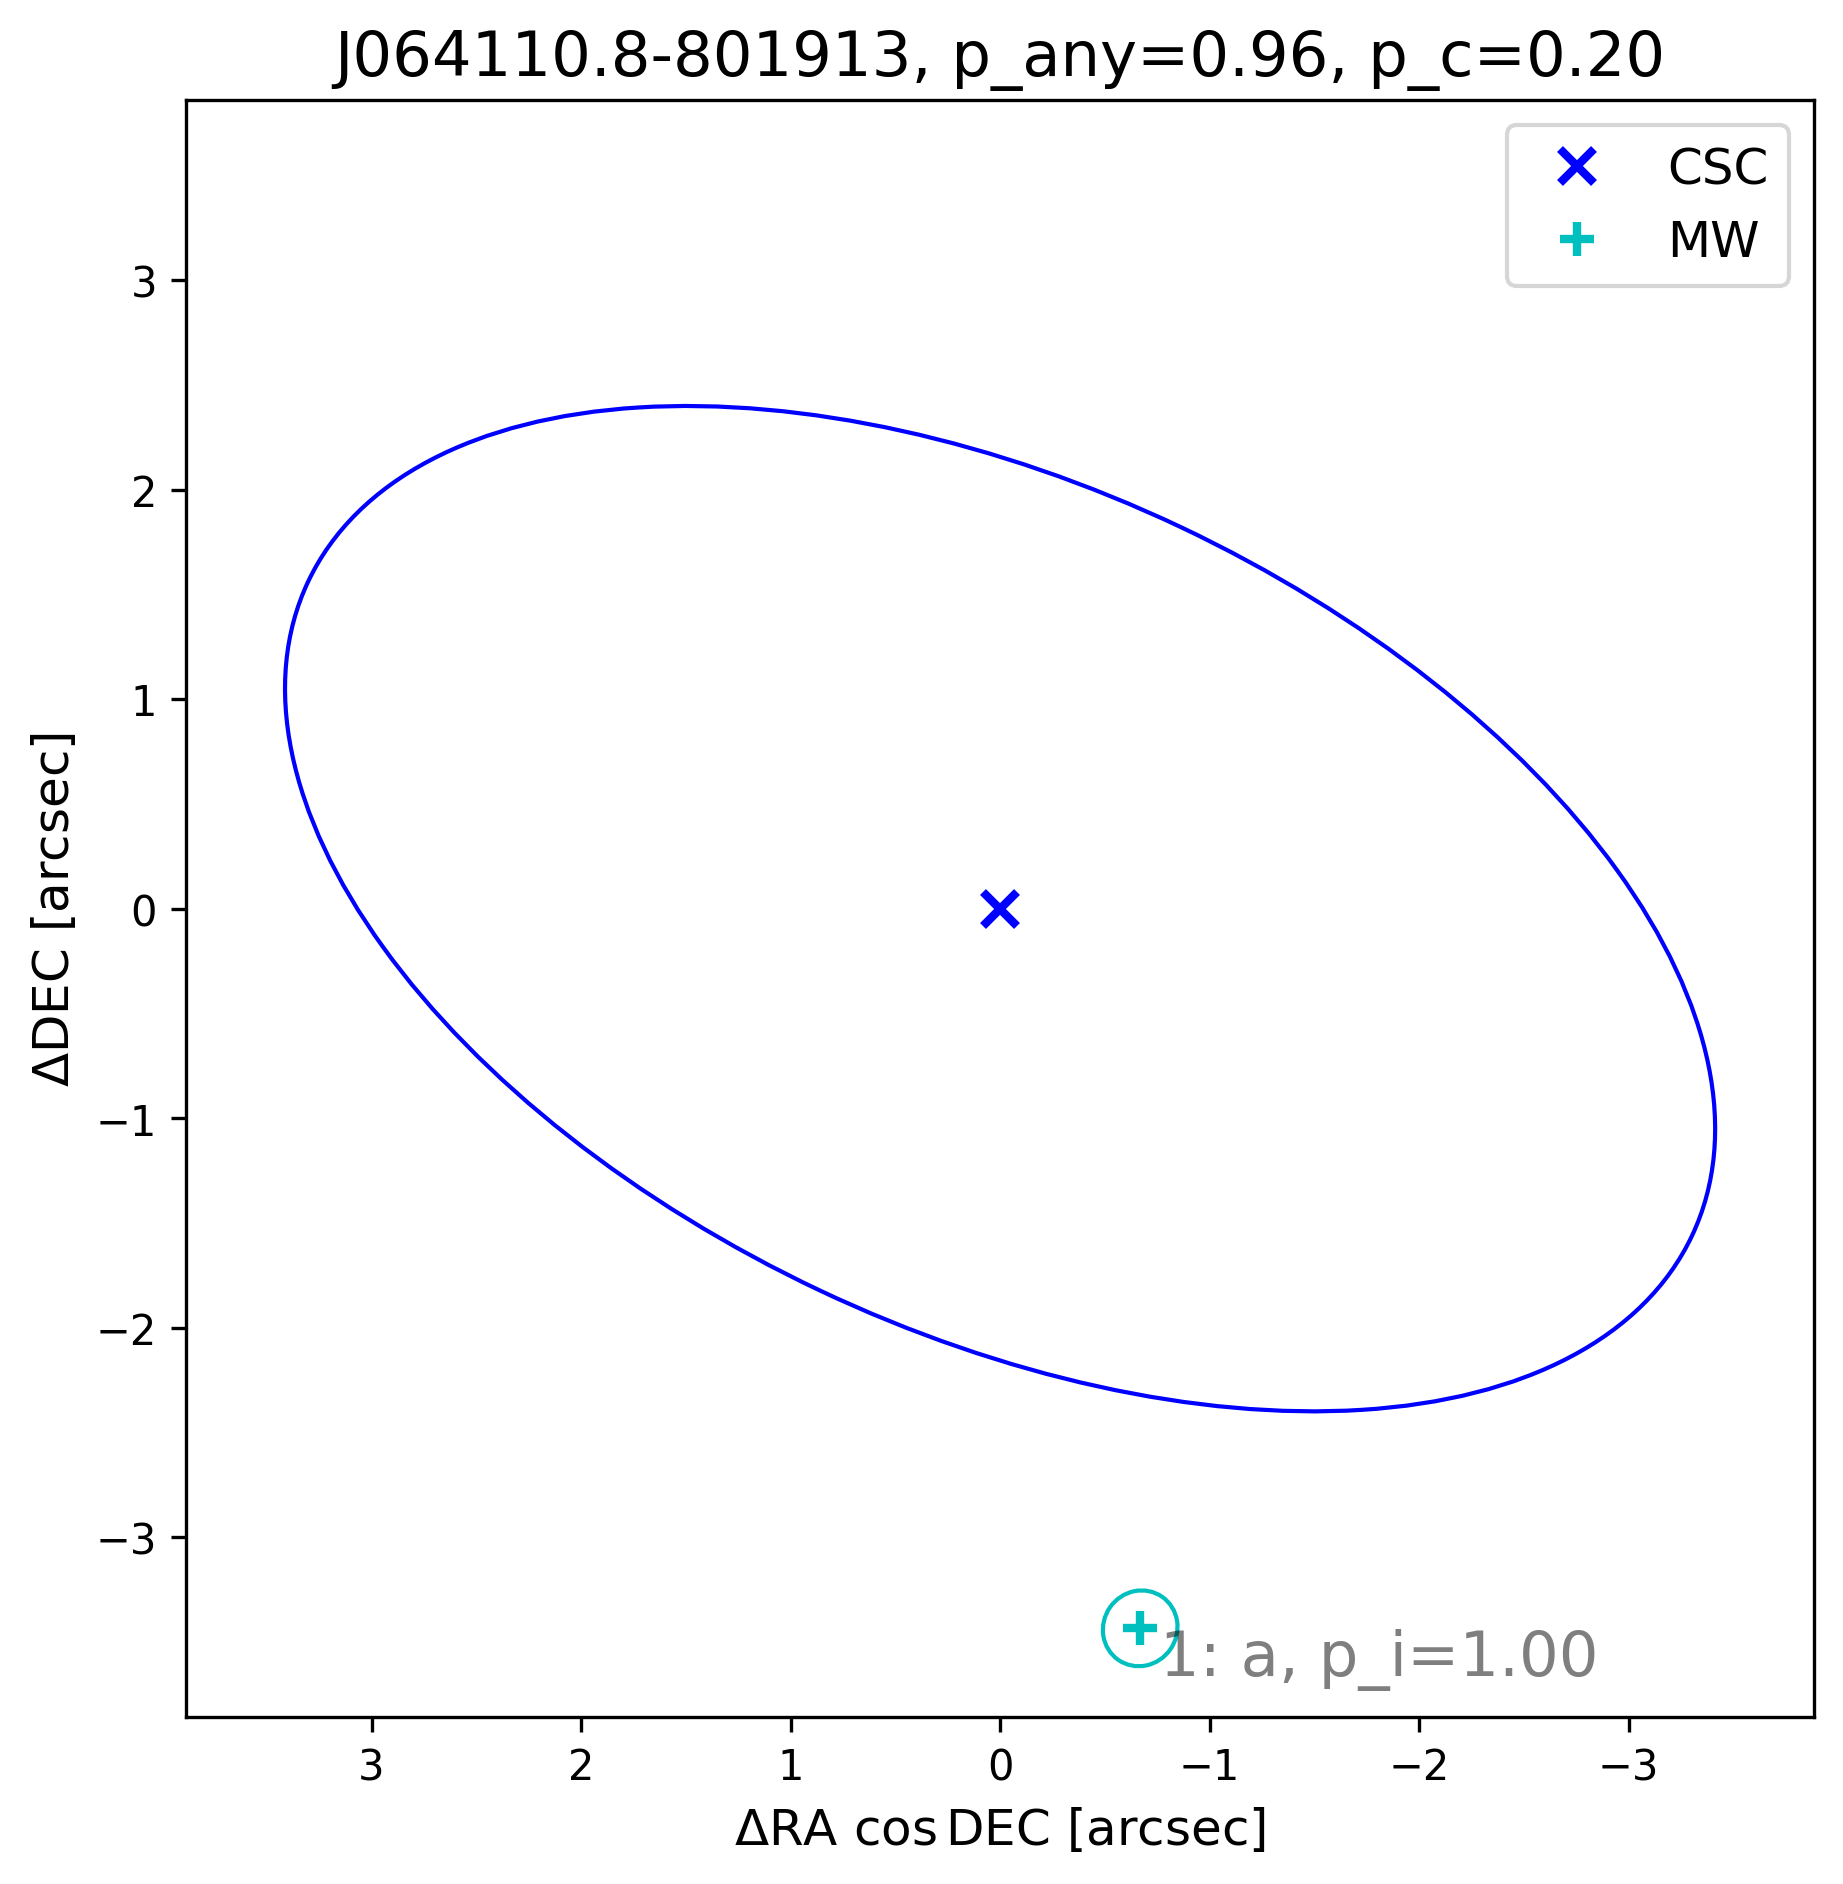 J064110.8-801913, p_any=0.96, p_c=0.20
CSC
MW
3
2
1
0
−1
−2
−3
ΔDEC [arcsec]
1: a, p_i=1.00
3 2 1 0 −1 −2 −3
ΔRA cos DEC [arcsec]